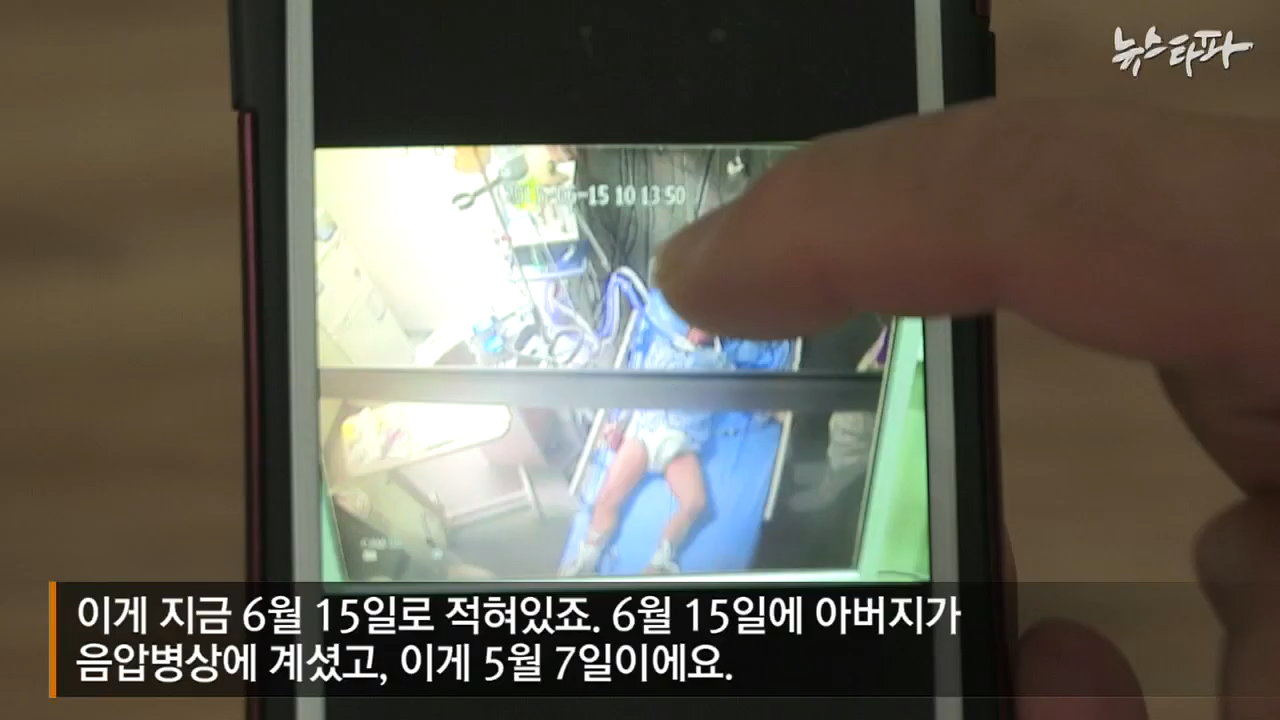 뉴스타파
-15 10 13:50
이게 지금 6월 15일로 적혀있죠. 6월 15일에 아버지가
음압병상에 계셨고, 이게 5월 7일이에요.